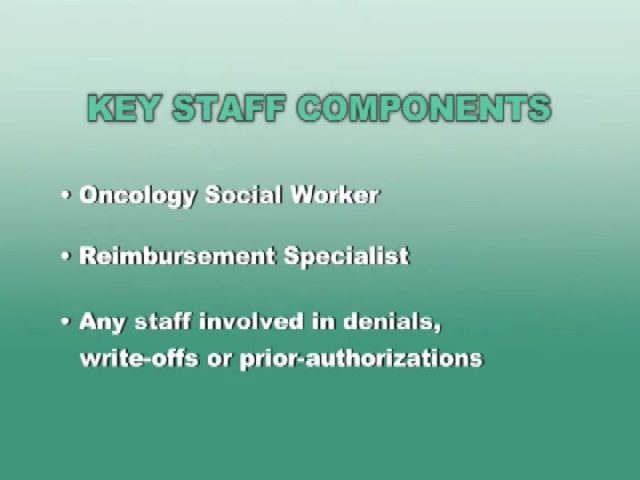 KEY STAFF COMPONENTS
• Oncology Social Worker
• Reimbursement Specialist
• Any staff involved in denials,
write-offs or prior-authorizations